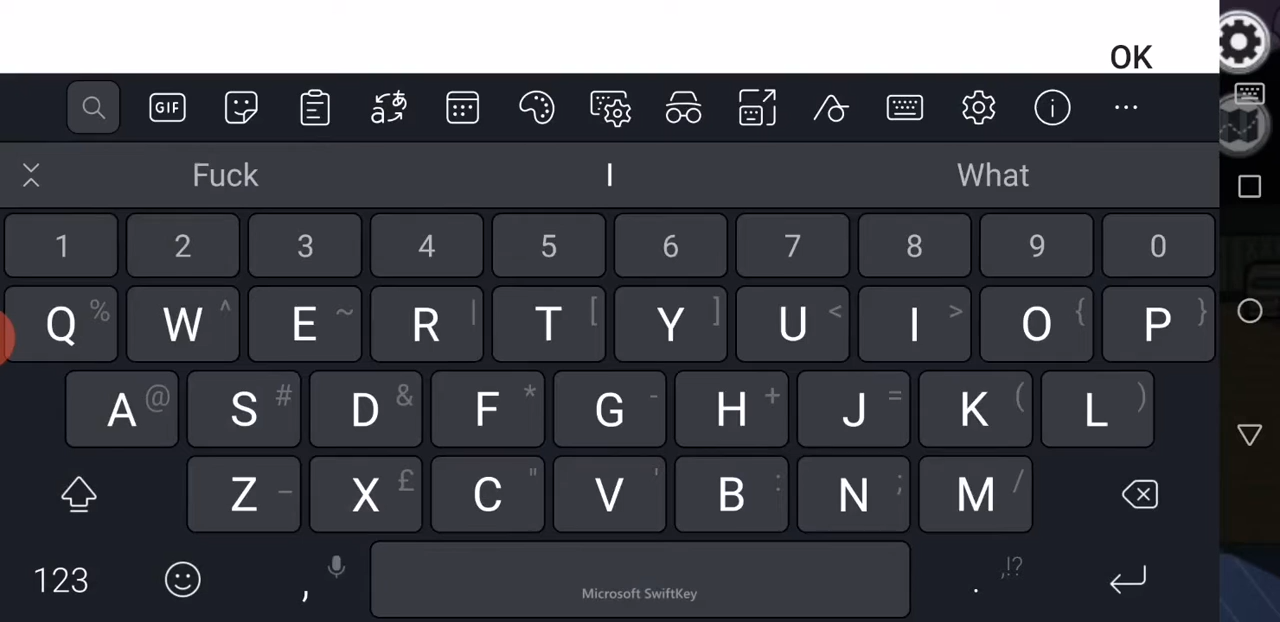 OK
GIF
Fuck I What
1 2 3 4 5 6 7 8 9 0
Q % W ^ E ~ R | T [ Y ] U < I > O { P }
A @ S # D & F * G - H + J = K ( L )
Z _ X £ C " V ' B : N ; M /
123 , Microsoft SwiftKey . ,!?